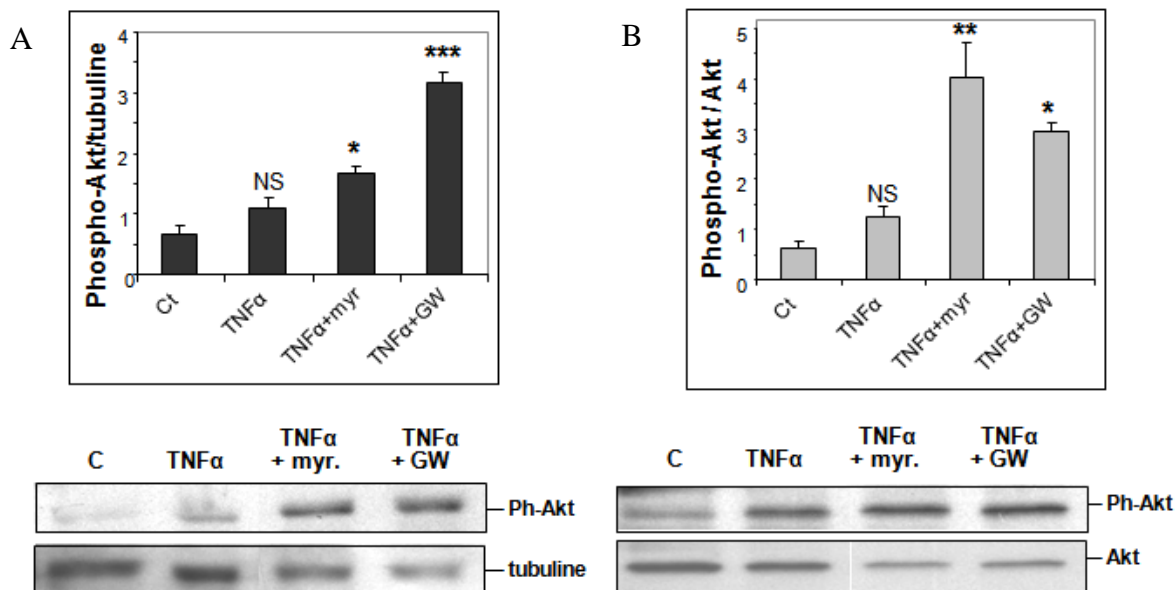 A
Phospho-Akt/tubuline
4
3
2
1
0
NS
*
***
Ct
TNFα
TNFα+myr
TNFα+GW
C
TNFα
TNFα
+ myr.
TNFα
+ GW
Ph-Akt
tubuline
B
Phospho-Akt / Akt
5
4
3
2
1
0
NS
**
*
Ct
TNFα
TNFα+myr
TNFα+GW
C
TNFα
TNFα
+ myr.
TNFα
+ GW
Ph-Akt
Akt